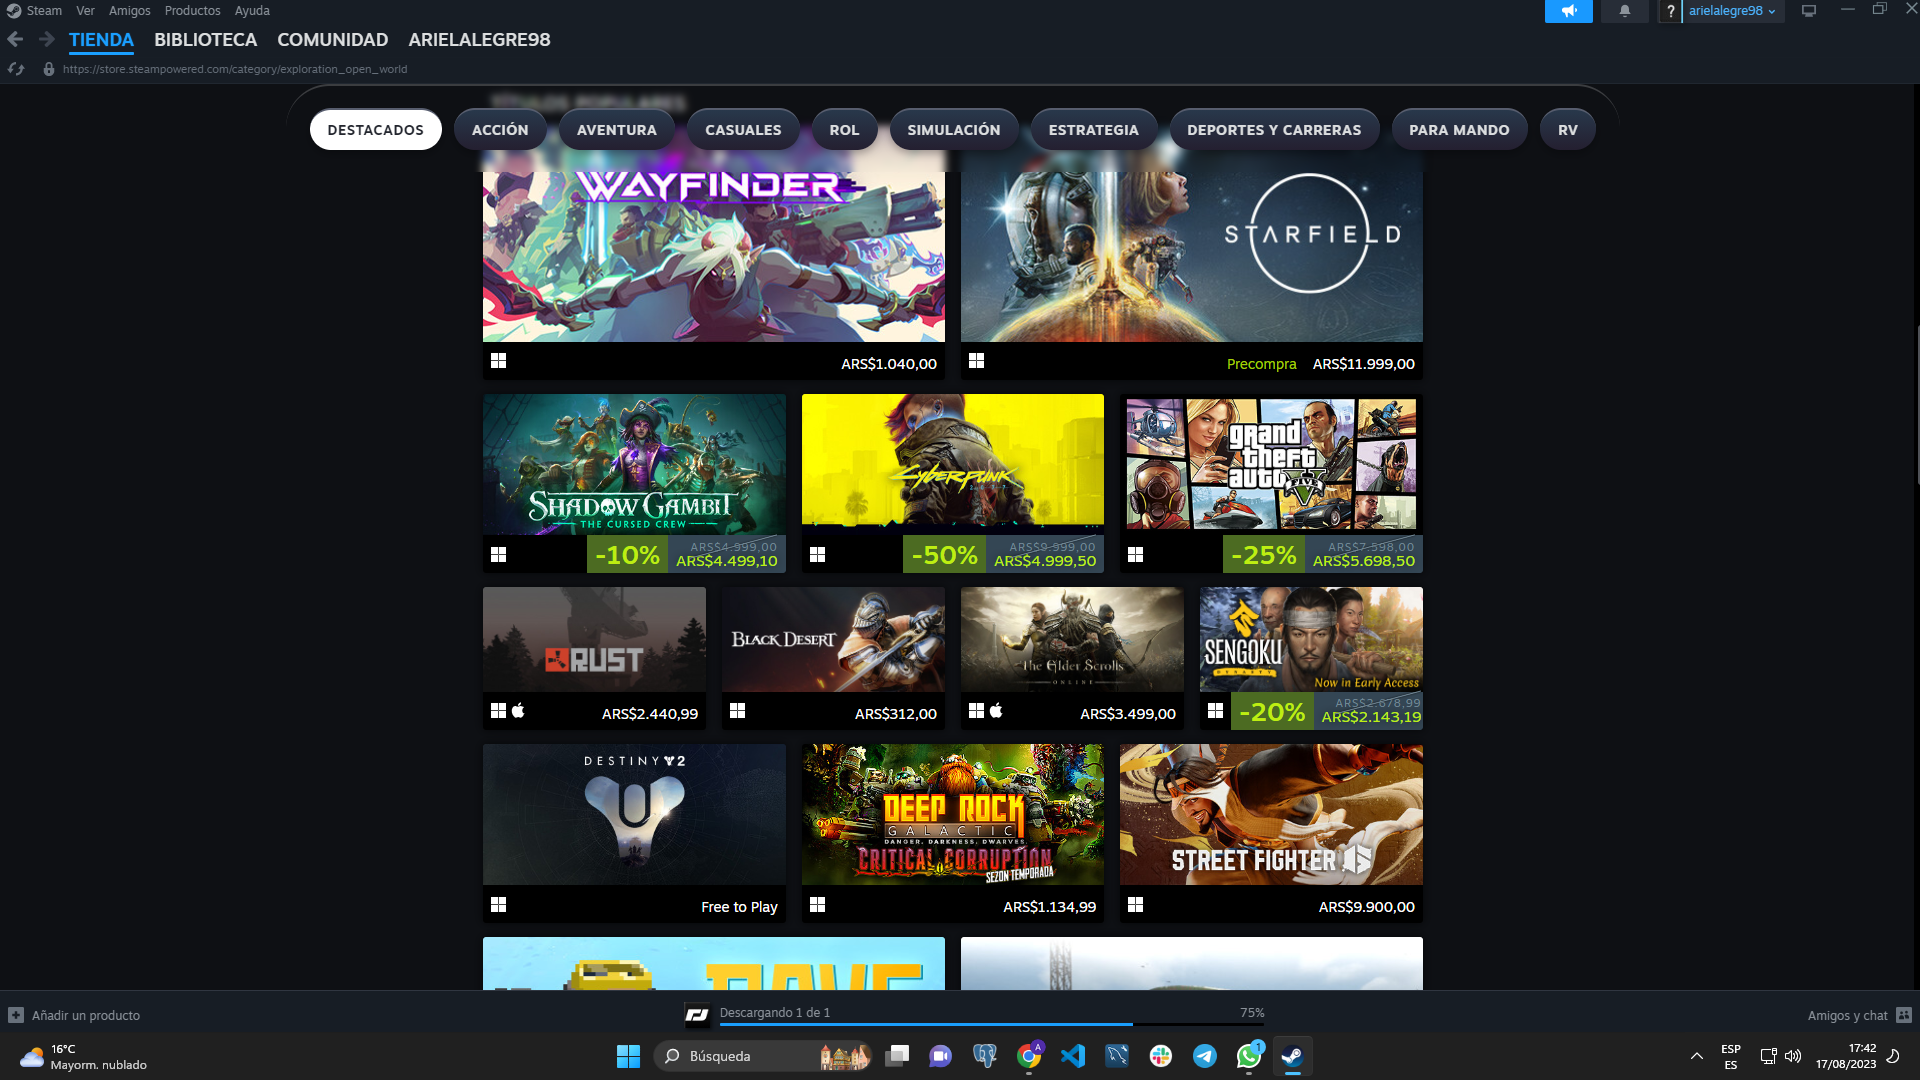 Steam Ver Amigos Productos Ayuda
? arielalegre98
TIENDA BIBLIOTECA COMUNIDAD ARIELALEGRE98
https://store.steampowered.com/category/exploration_open_world
TÍTULOS POPULARES
DESTACADOS ACCIÓN AVENTURA CASUALES ROL SIMULACIÓN ESTRATEGIA DEPORTES Y CARRERAS PARA MANDO RV
WAYFINDER
STARFIELD
ARS$1.040,00
Precompra ARS$11.999,00
SHADOW GAMBIT
THE CURSED CREW
CYBERPUNK
grand
theft
auto
FIVE
V
-10% ARS$4.999,00
ARS$4.499,10
-50% ARS$9.999,00
ARS$4.999,50
-25% ARS$7.598,00
ARS$5.698,50
RUST
BLACK DESERT
The Elder Scrolls
ONLINE
SENGOKU
DYNASTY
Now in Early Access
ARS$2.440,99
ARS$312,00
ARS$3.499,00
-20% ARS$2.678,99
ARS$2.143,19
DESTINY 2
DEEP ROCK
GALACTIC
DANGER. DARKNESS. DWARVES.
CRITICAL CORRUPTION
SEZON TEMPORADA
STREET FIGHTER 6
Free to Play
ARS$1.134,99
ARS$9.900,00
DAVE
Añadir un producto
Descargando 1 de 1 75%
Amigos y chat
16°C
Mayorm. nublado
Búsqueda
A
1
ESP
ES
17:42
17/08/2023